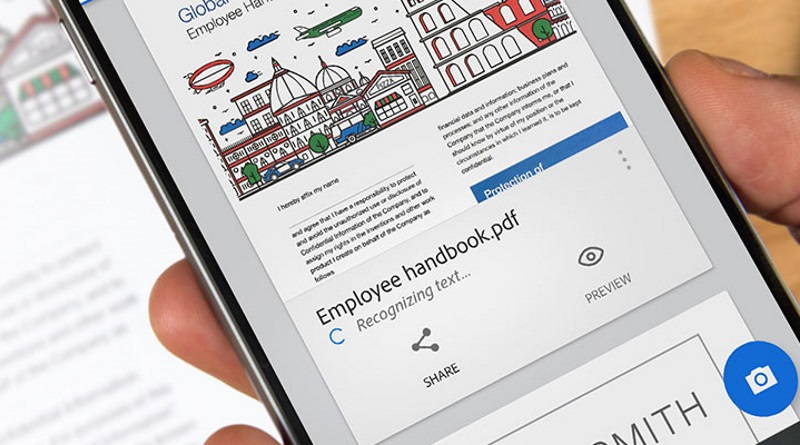 Global
Employee Han
I hereby affix my name
and agree that I have a responsibility to protect
and avoid the unauthorized use or disclosure of
Confidential Information of the Company, and to
assign my rights in the inventions and other work
product I create on behalf of the Company as
follows
financial data and information; business plans and
processes; and any other information of the
Company that the Company informs me, or that I
should know by virtue of my position or the
circumstances in which I learned it, is to be kept
confidential.
Protection of
Employee handbook.pdf
Recognizing text...
SHARE
PREVIEW
SMITH